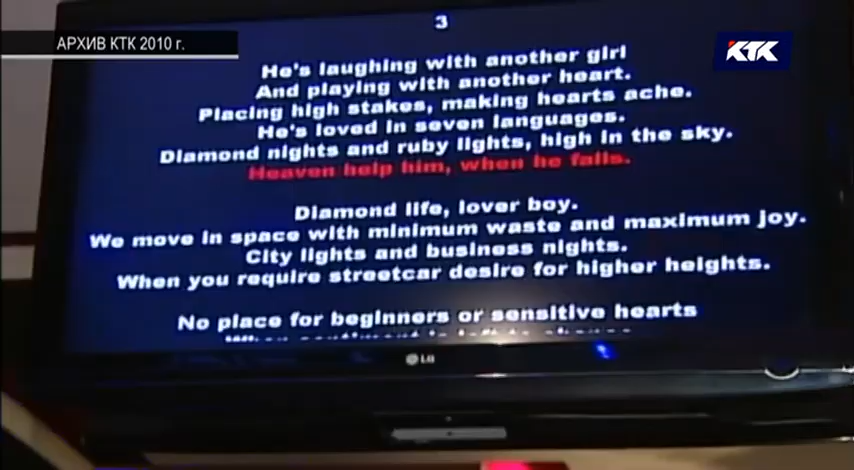 3
АРХИВ КТК 2010 г.
КТК
He's laughing with another girl
And playing with another heart.
Placing high stakes, making hearts ache.
He's loved in seven languages.
Diamond nights and ruby lights, high in the sky.
Heaven help him, when he falls.
Diamond life, lover boy.
We move in space with minimum waste and maximum joy.
City lights and business nights.
When you require streetcar desire for higher heights.
No place for beginners or sensitive hearts
LG